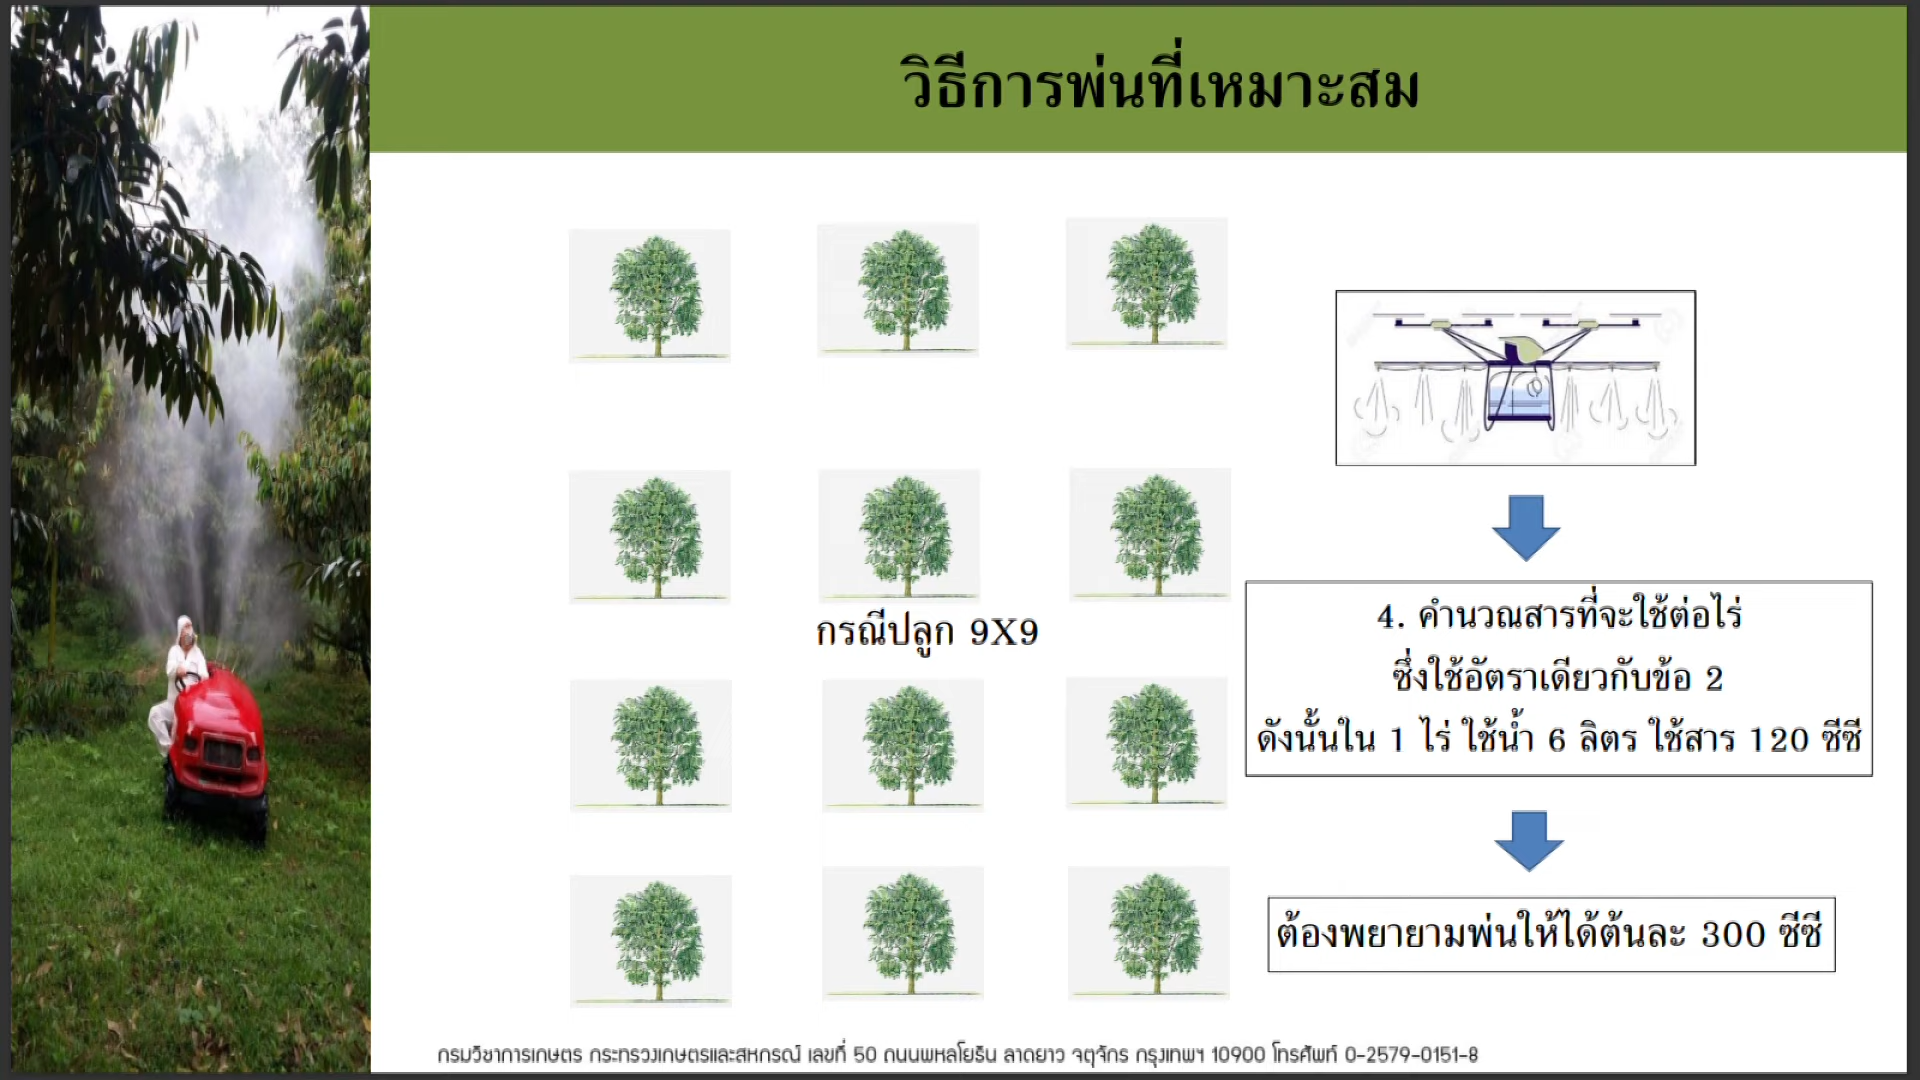 วิธีการพ่นที่เหมาะสม
กรณีปลูก 9X9
4. คำนวณสารที่จะใช้ต่อไร่
ซึ่งใช้อัตราเดียวกับข้อ 2
ดังนั้นใน 1 ไร่ ใช้น้ำ 6 ลิตร ใช้สาร 120 ซีซี
ต้องพยายามพ่นให้ได้ต้นละ 300 ซีซี
กรมวิชาการเกษตร กระทรวงเกษตรและสหกรณ์ เลขที่ 50 ถนนพหลโยธิน ลาดยาว จตุจักร กรุงเทพฯ 10900 โทรศัพท์ 0-2579-0151-8